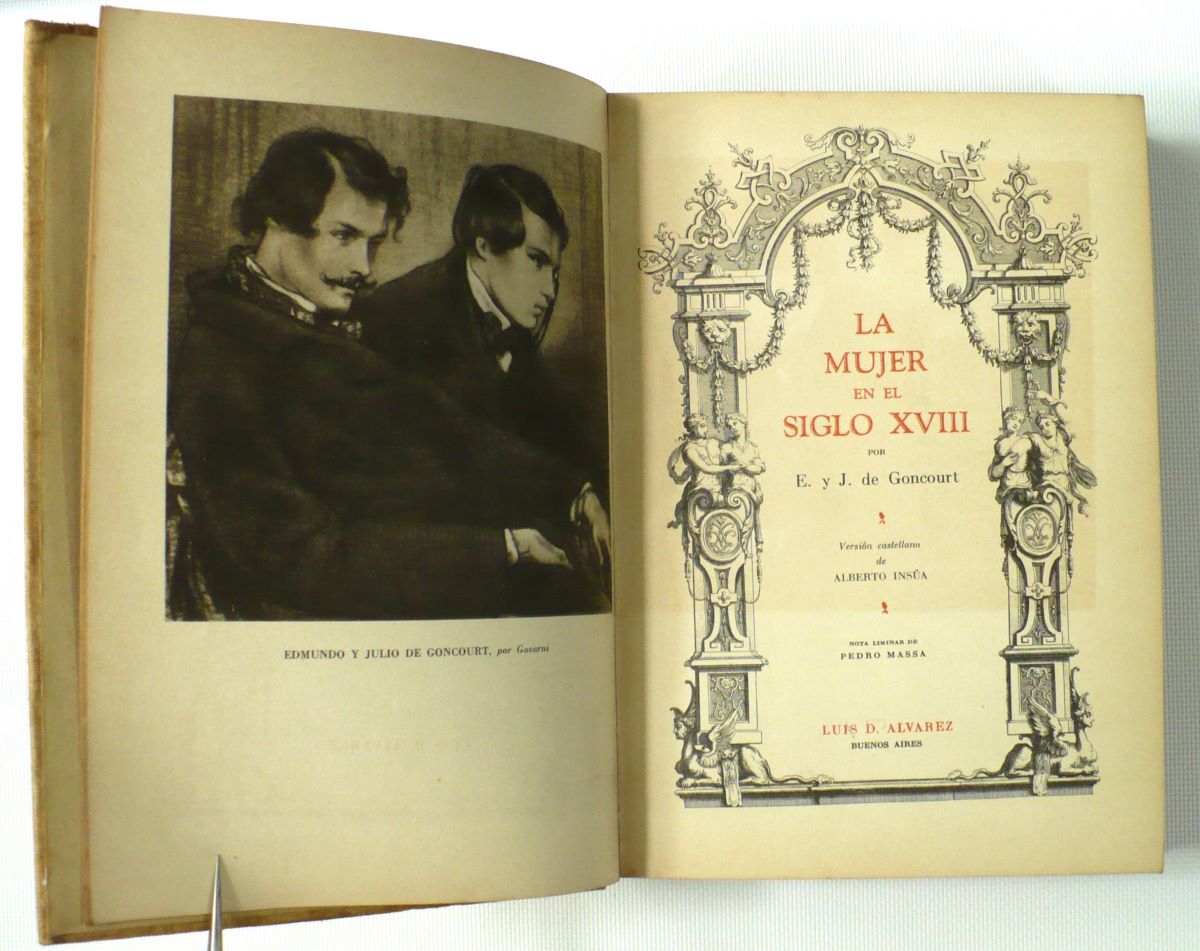 EDMUNDO Y JULIO DE GONCOURT, por Gavarni
LA
MUJER
EN EL
SIGLO XVIII
POR
E. y J. de Goncourt
Versión castellana
de
ALBERTO INSÚA
NOTA LIMINAR DE
PEDRO MASSA
LUIS D. ALVAREZ
BUENOS AIRES